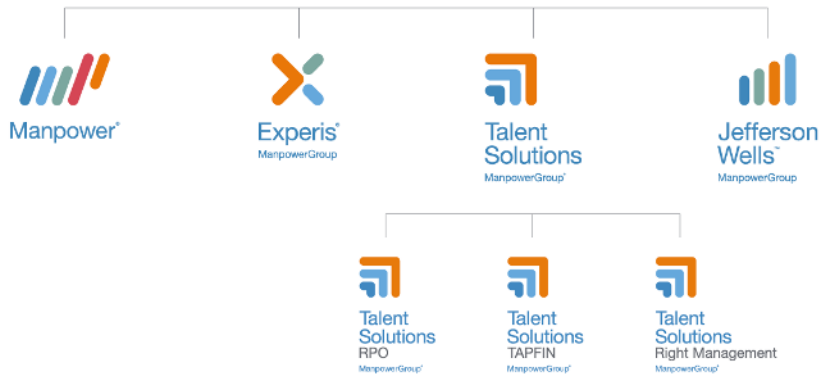 Manpower®
Experis®
ManpowerGroup
Talent
Solutions
ManpowerGroup®
Jefferson
Wells™
ManpowerGroup
Talent
Solutions
RPO
ManpowerGroup®
Talent
Solutions
TAPFIN
ManpowerGroup®
Talent
Solutions
Right Management
ManpowerGroup®